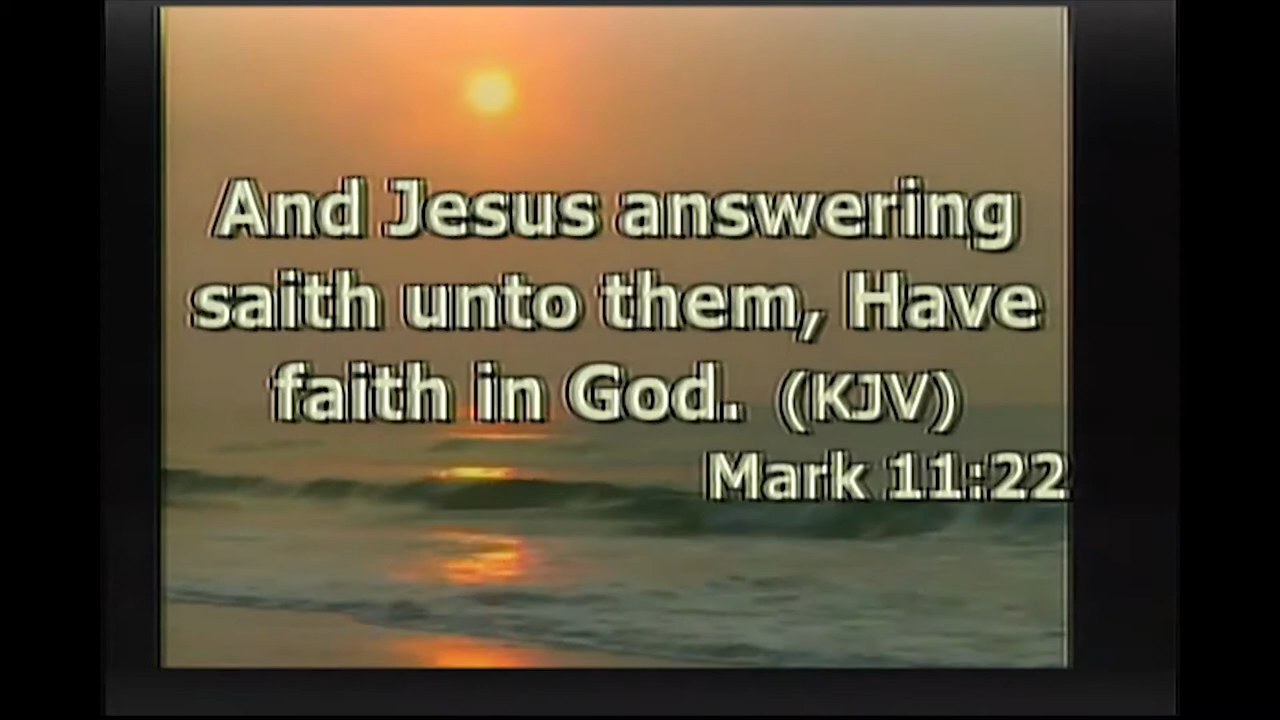 And Jesus answering
saith unto them, Have
faith in God. (KJV)
Mark 11:22